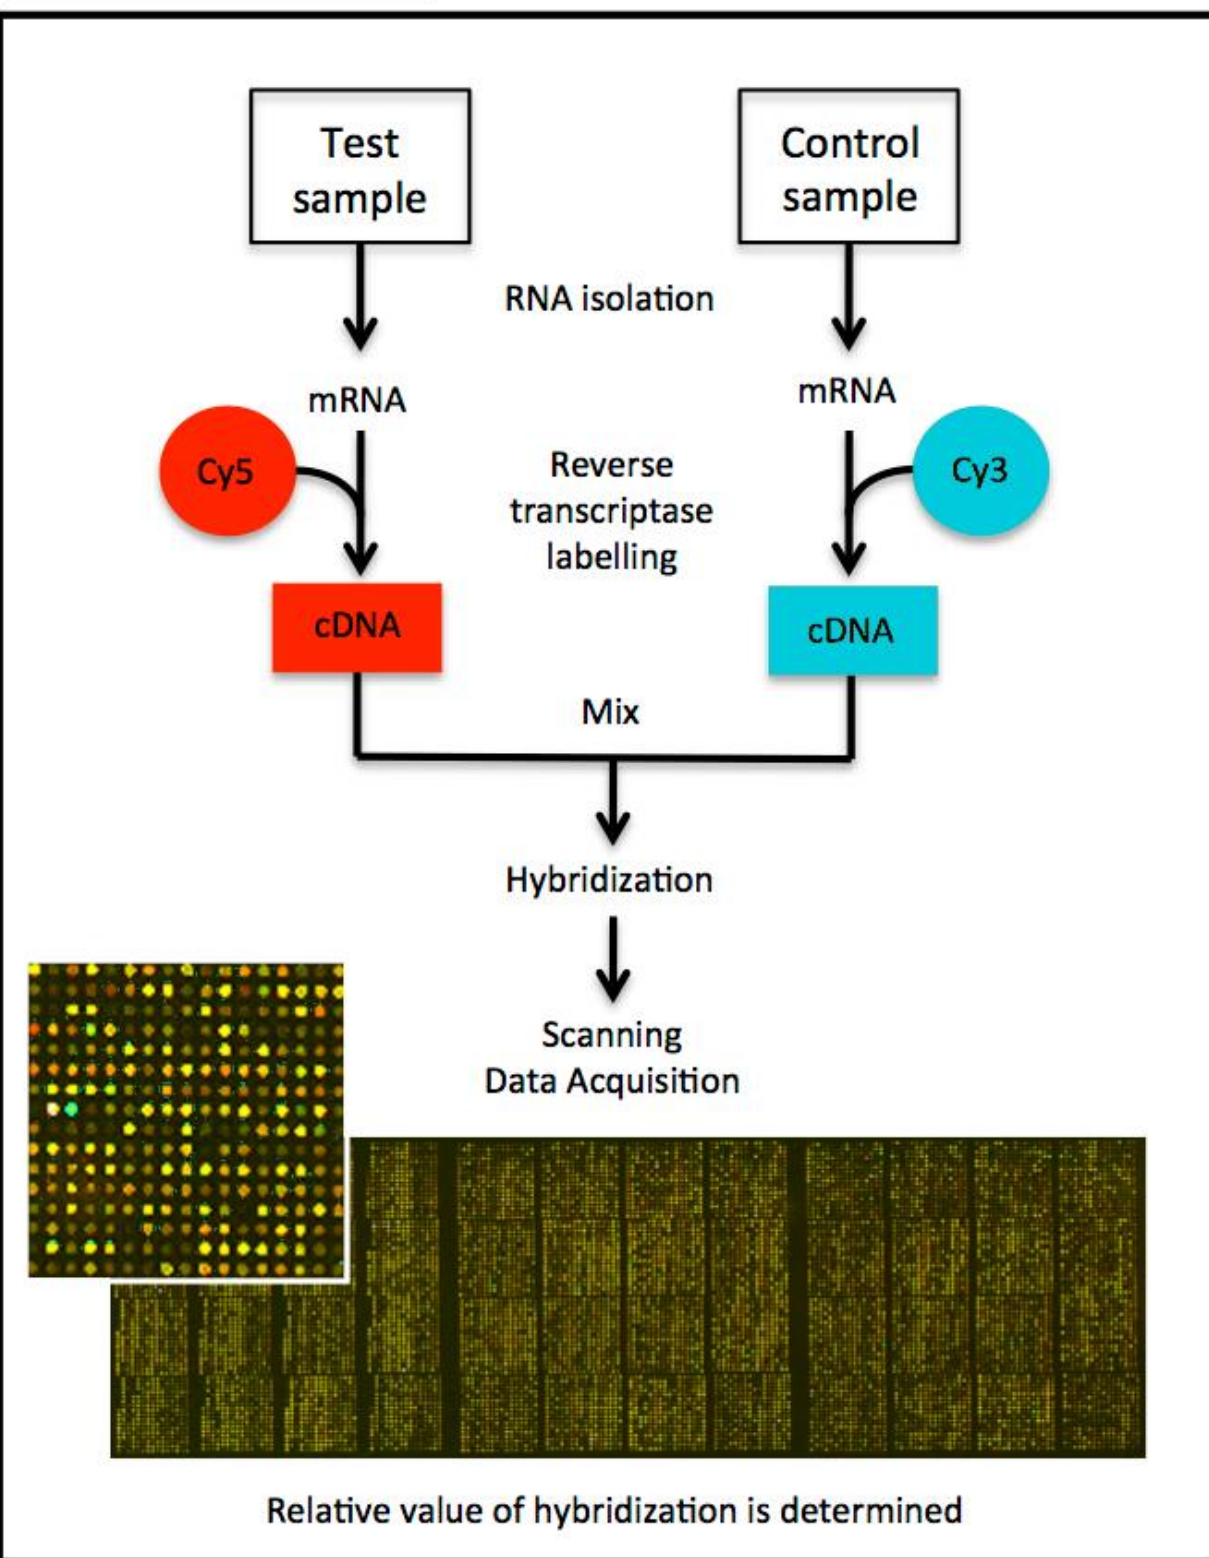 Test
sample
Control
sample
RNA isolation
mRNA
mRNA
Cy5
Reverse
transcriptase
labelling
Cy3
cDNA
cDNA
Mix
Hybridization
Scanning
Data Acquisition
Relative value of hybridization is determined